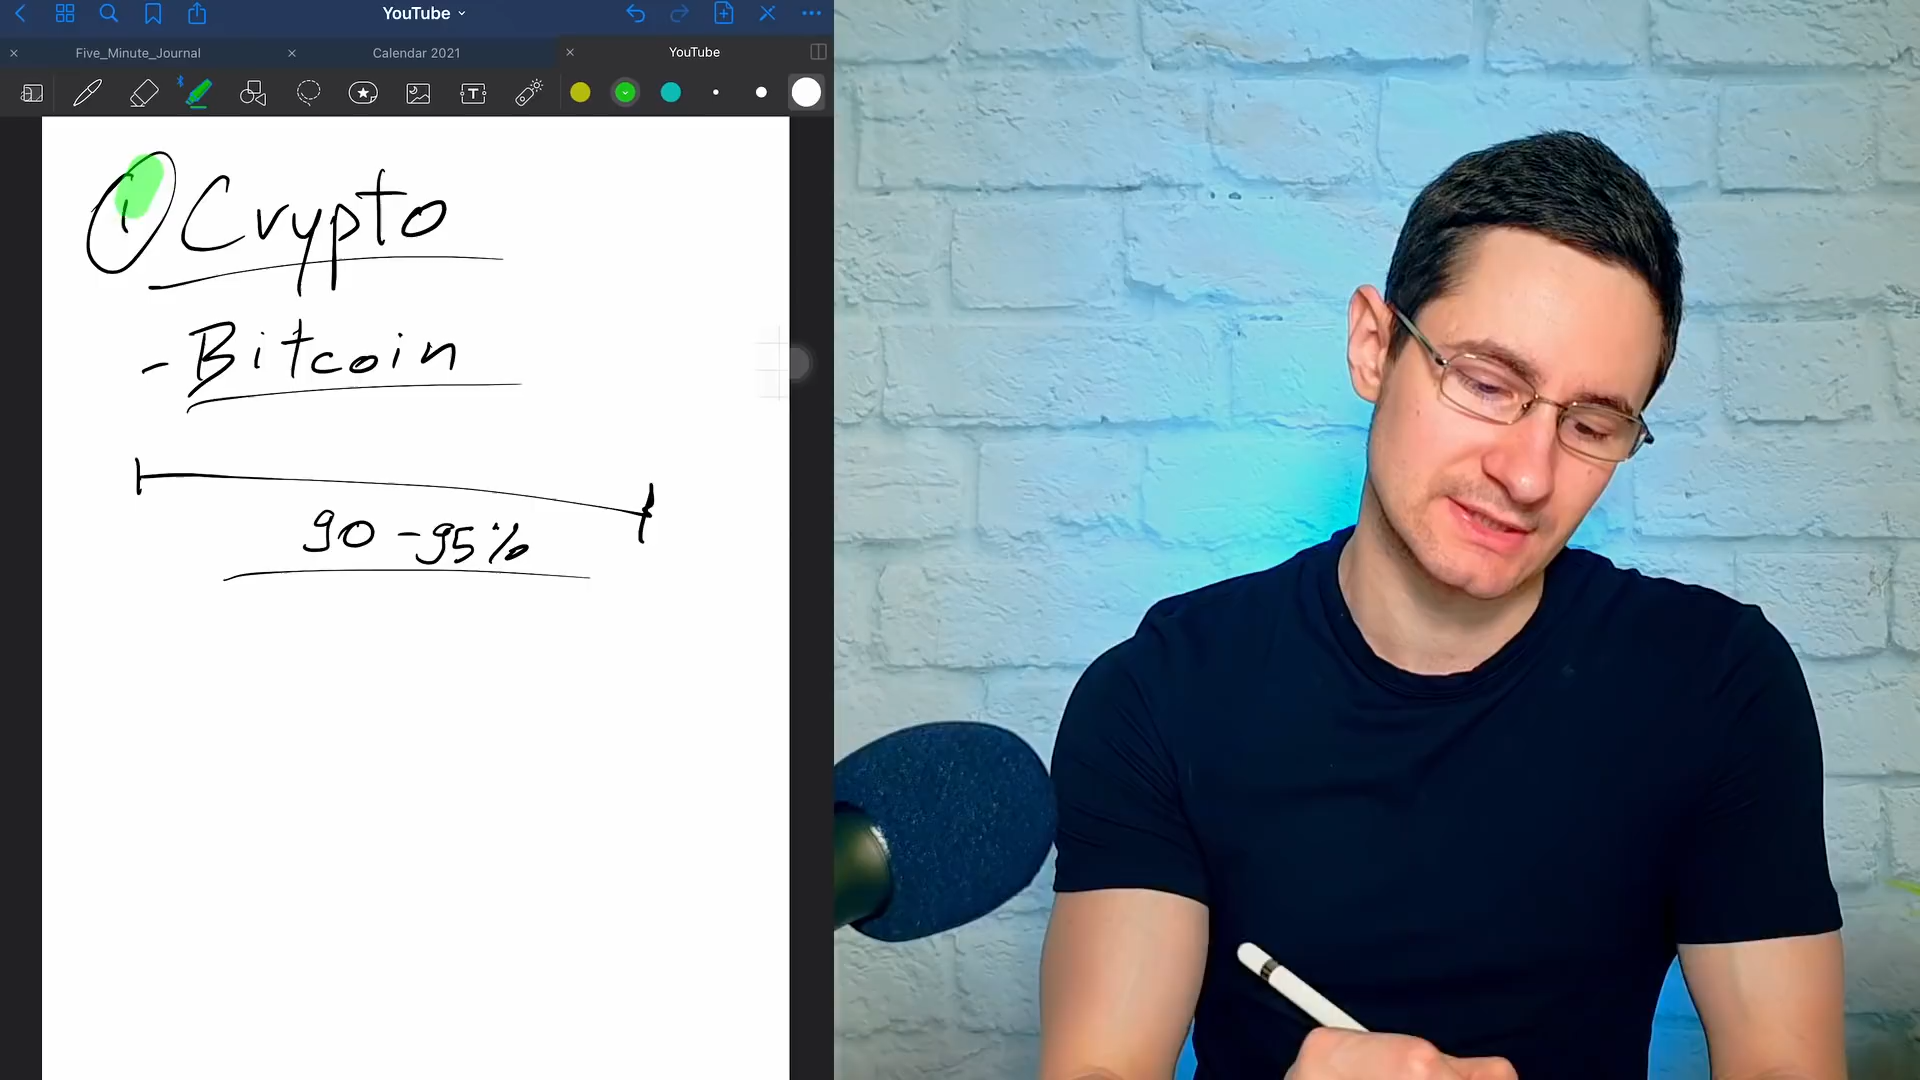 YouTube
Five_Minute_Journal
Calendar 2021
YouTube
1 Crypto
- Bitcoin
90 - 95%